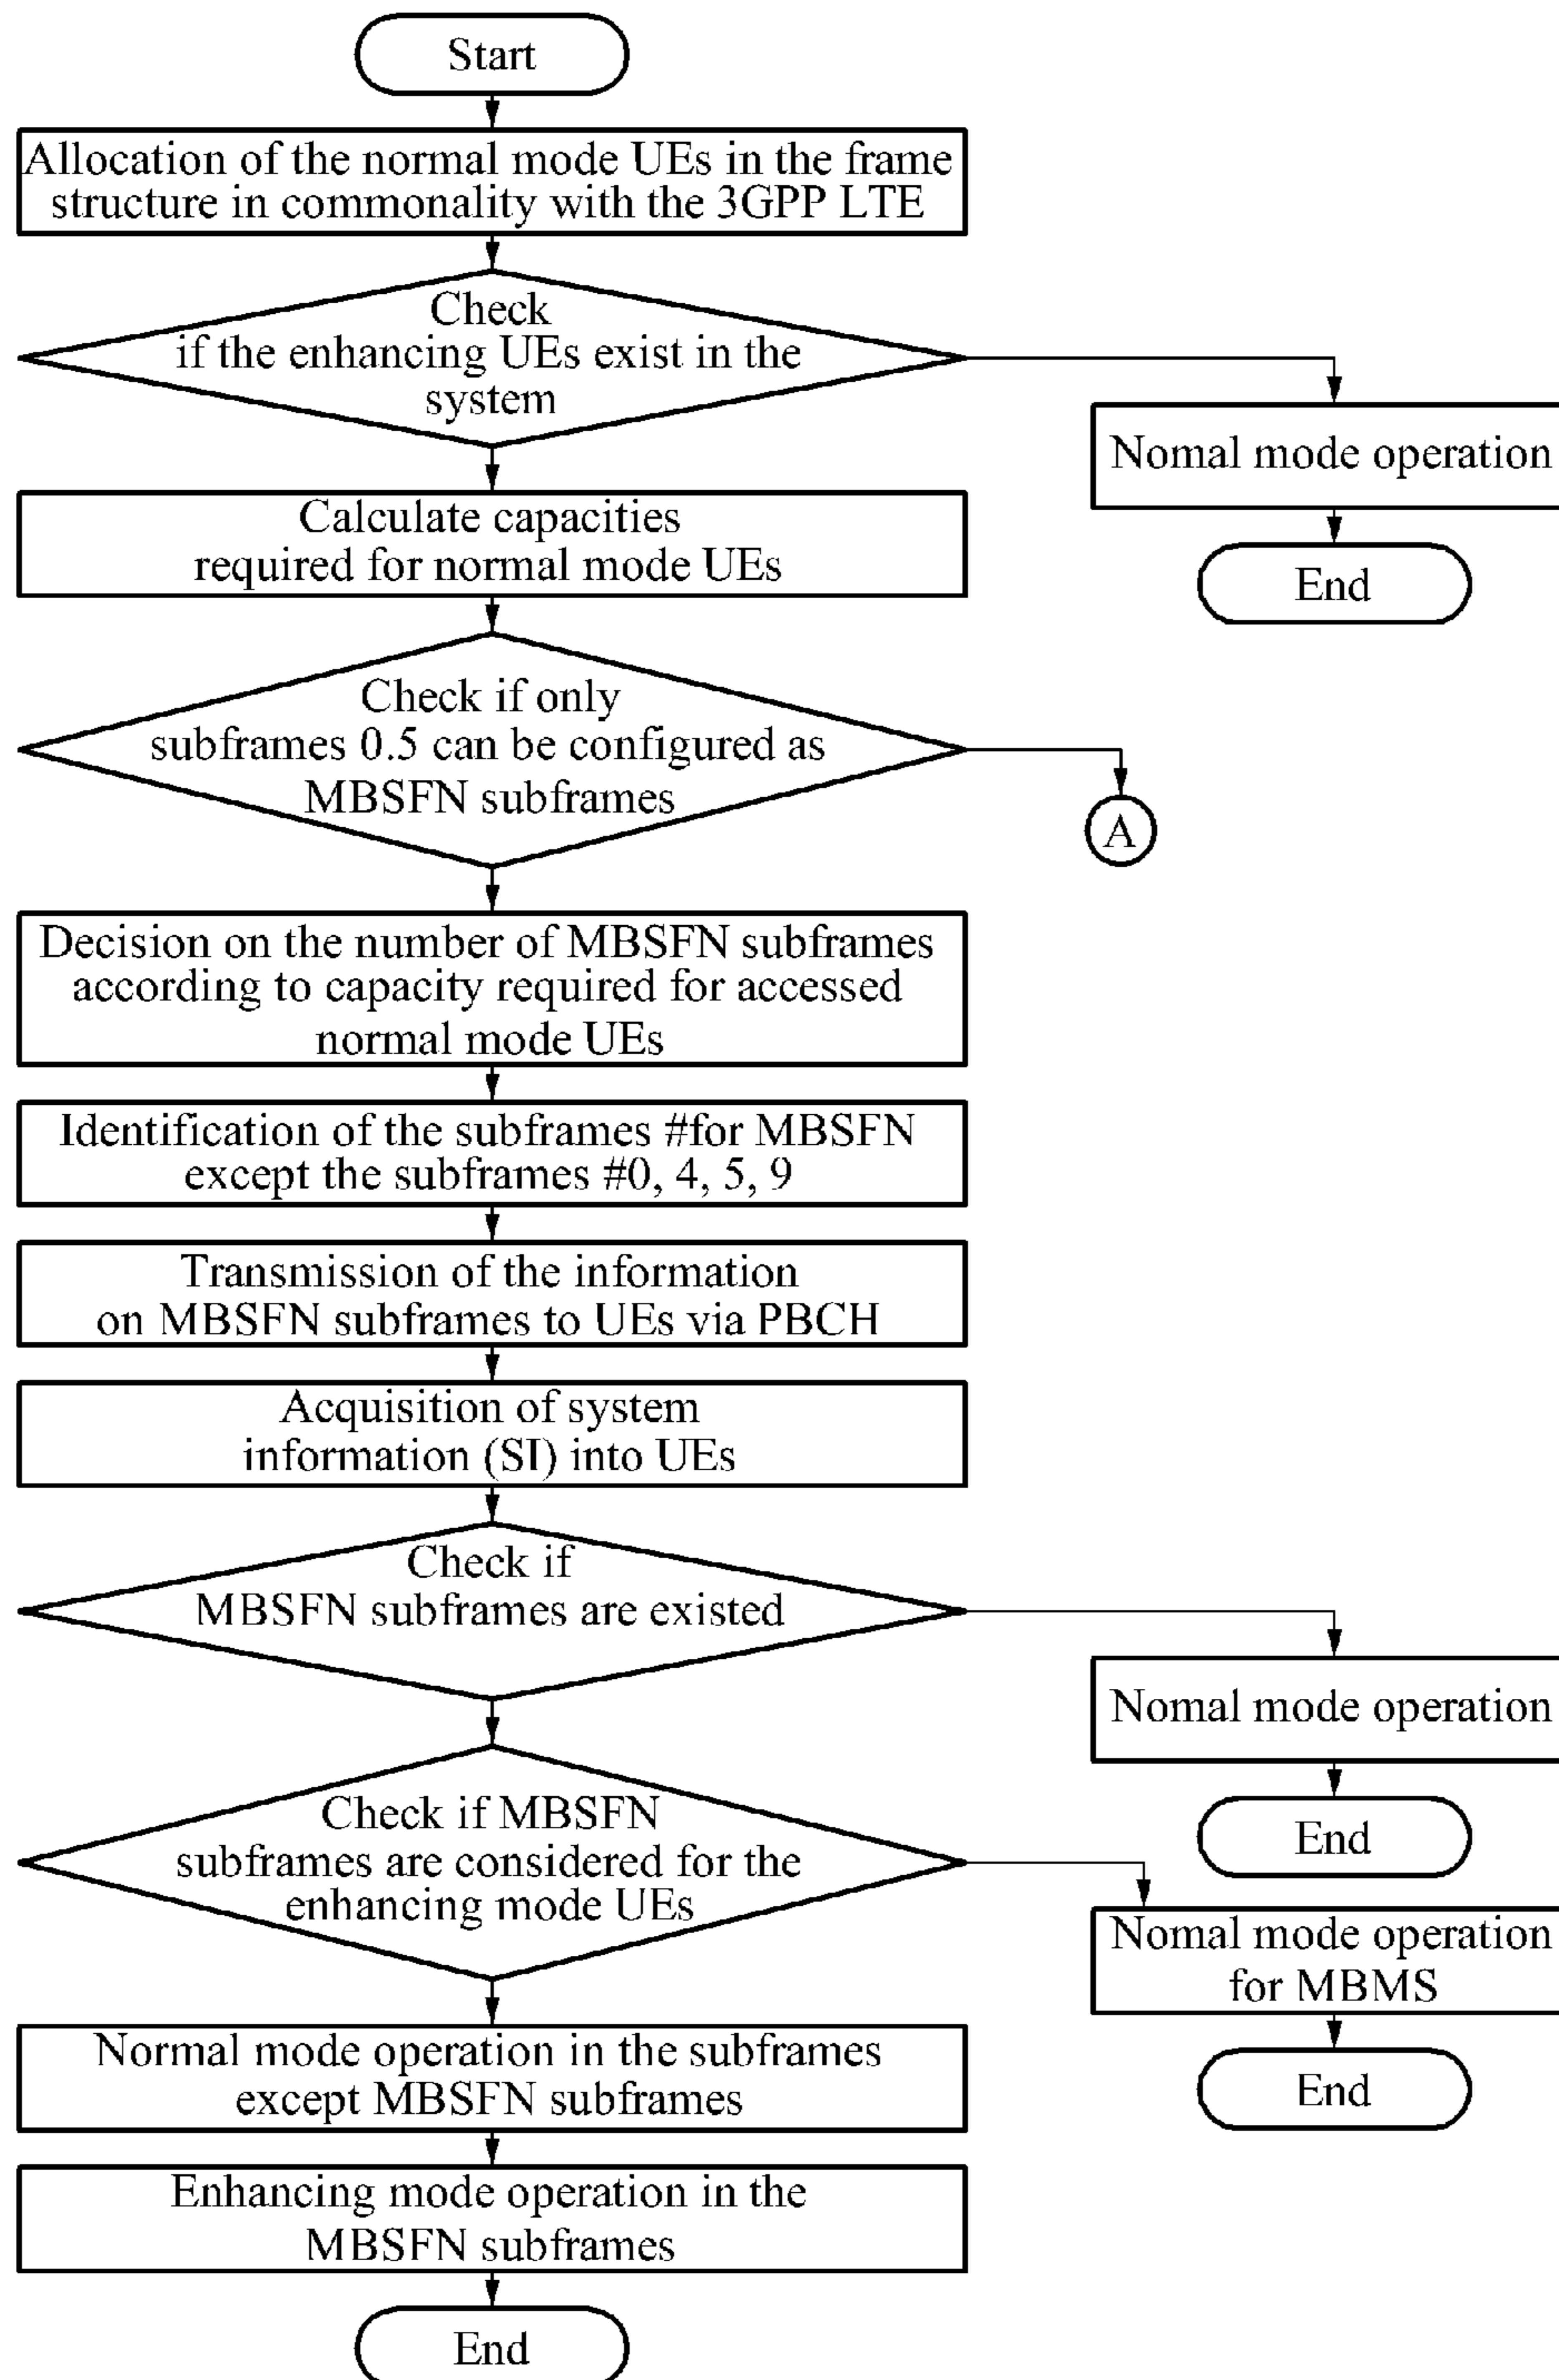 Start
Allocation of the normal mode UEs in the frame
structure in commonality with the 3GPP LTE
Check
if the enhancing UEs exist in the
system
Nomal mode operation
End
Calculate capacities
required for normal mode UEs
Check if only
subframes 0.5 can be configured as
MBSFN subframes
A
Decision on the number of MBSFN subframes
according to capacity required for accessed
normal mode UEs
Identification of the subframes #for MBSFN
except the subframes #0, 4, 5, 9
Transmission of the information
on MBSFN subframes to UEs via PBCH
Acquisition of system
information (SI) into UEs
Check if
MBSFN subframes are existed
Nomal mode operation
End
Check if MBSFN
subframes are considered for the
enhancing mode UEs
Nomal mode operation
for MBMS
End
Normal mode operation in the subframes
except MBSFN subframes
Enhancing mode operation in the
MBSFN subframes
End